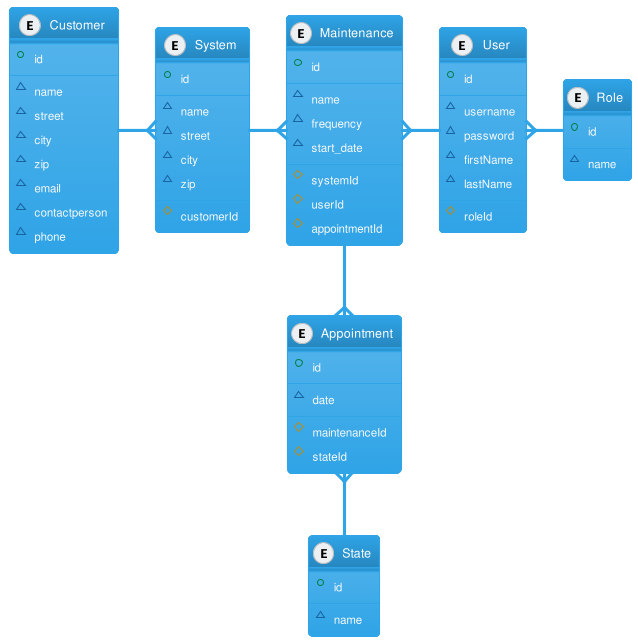 E Customer
id
name
street
city
zip
email
contactperson
phone
E System
id
name
street
city
zip
customerId
E Maintenance
id
name
frequency
start_date
systemId
userId
appointmentId
E User
id
username
password
firstName
lastName
roleId
E Role
id
name
E Appointment
id
date
maintenanceId
stateId
E State
id
name